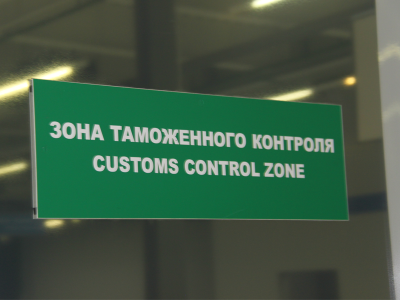 ЗОНА ТАМОЖЕННОГО КОНТРОЛЯ
CUSTOMS CONTROL ZONE